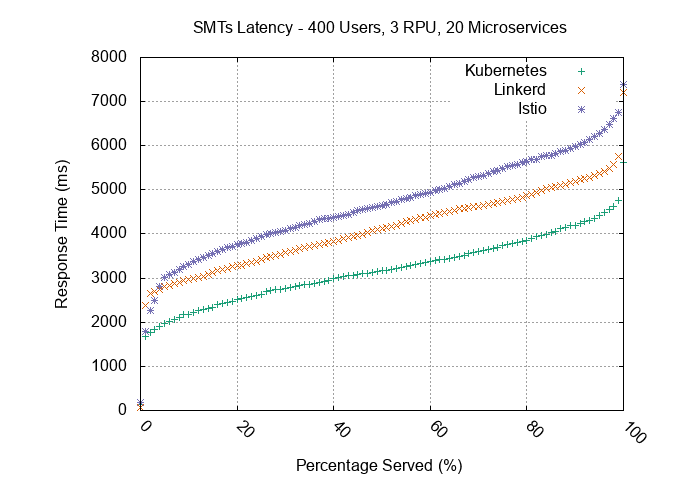 SMTs Latency - 400 Users, 3 RPU, 20 Microservices
8000
7000
6000
5000
4000
3000
2000
1000
0
Response Time (ms)
Kubernetes
Linkerd
Istio
0
20
40
60
80
100
Percentage Served (%)